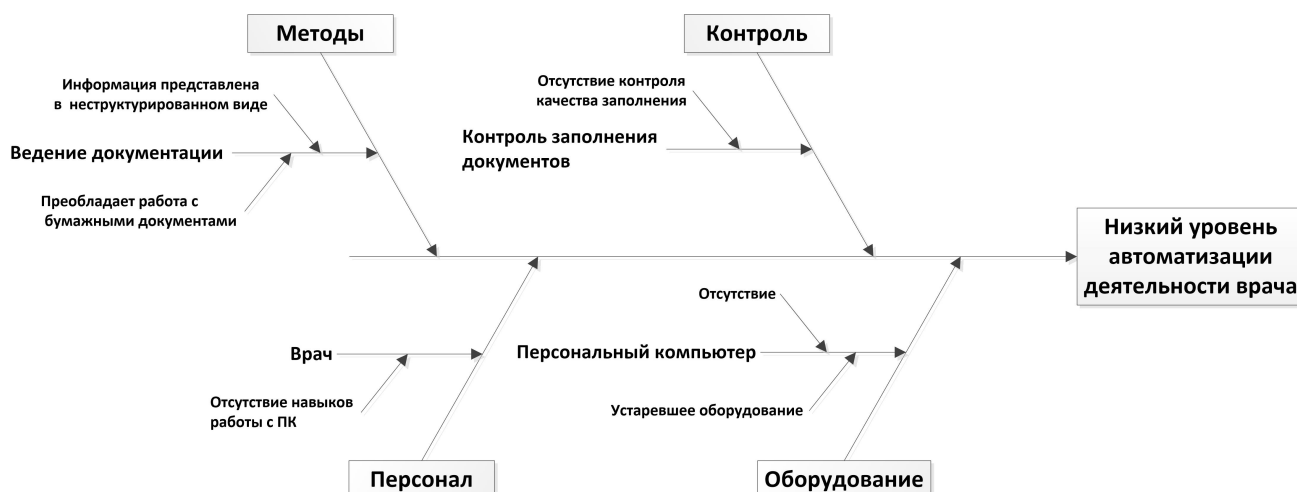 Методы
Контроль
Информация представлена
в неструктурированном виде
Ведение документации
Преобладает работа с
бумажными документами
Отсутствие контроля
качества заполнения
Контроль заполнения
документов
Низкий уровень
автоматизации
деятельности врача
Врач
Отсутствие навыков
работы с ПК
Отсутствие
Персональный компьютер
Устаревшее оборудование
Персонал
Оборудование